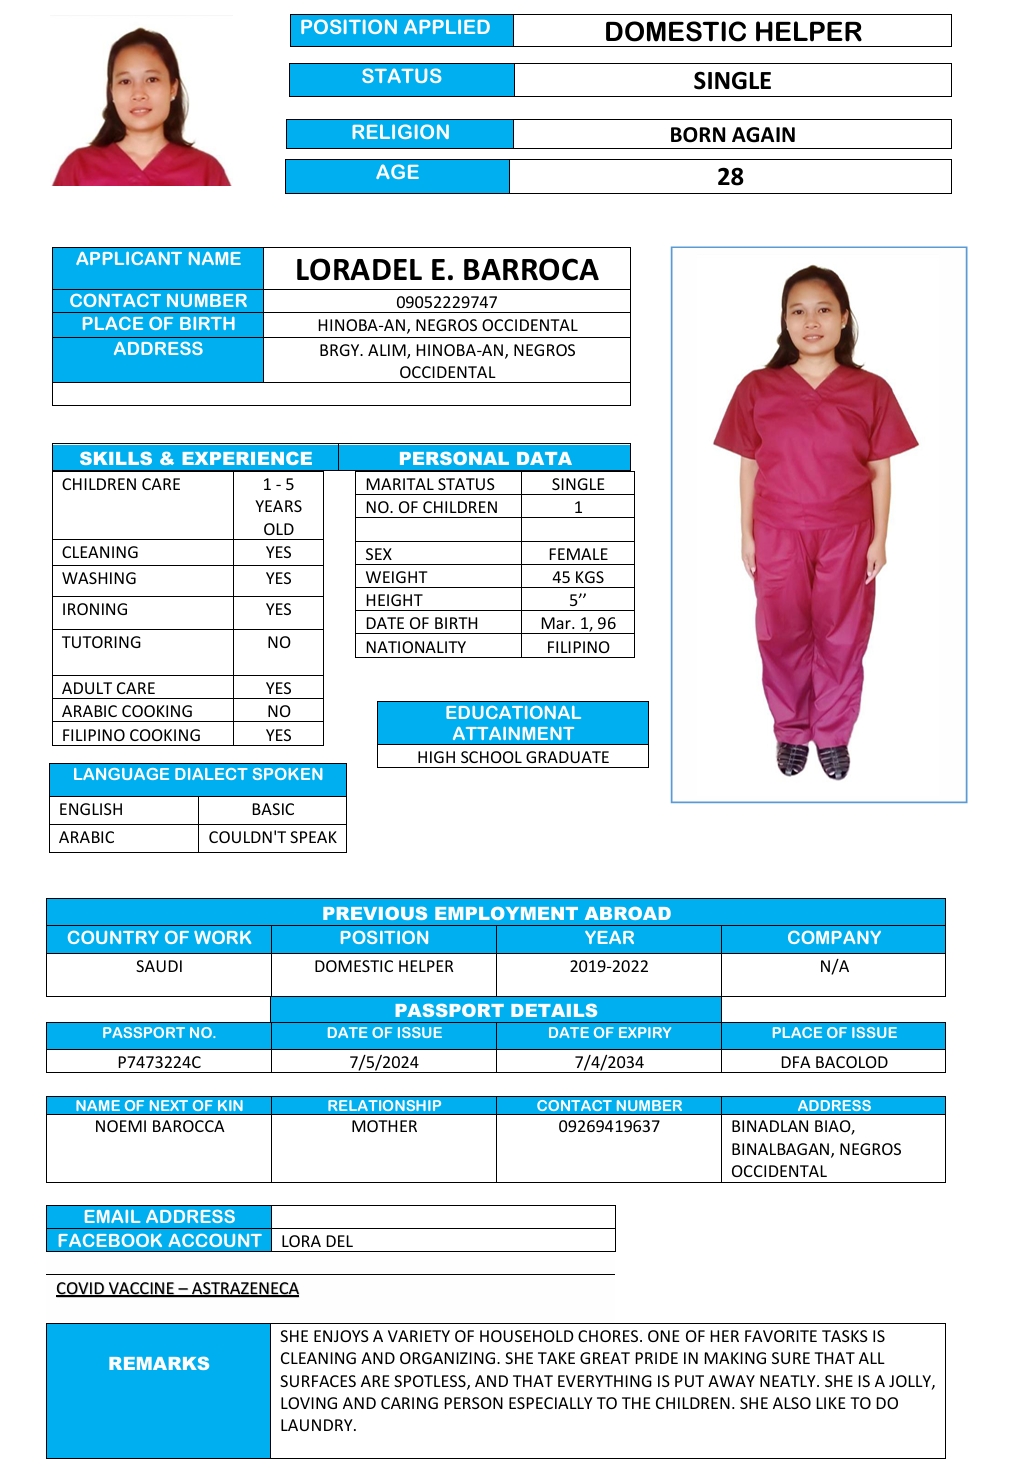 POSITION APPLIED DOMESTIC HELPER
STATUS SINGLE
RELIGION BORN AGAIN
AGE 28
APPLICANT NAME LORADEL E. BARROCA
CONTACT NUMBER 09052229747
PLACE OF BIRTH HINOBA-AN, NEGROS OCCIDENTAL
ADDRESS BRGY. ALIM, HINOBA-AN, NEGROS
OCCIDENTAL
SKILLS & EXPERIENCE
CHILDREN CARE 1 - 5
YEARS
OLD
CLEANING YES
WASHING YES
IRONING YES
TUTORING NO
ADULT CARE YES
ARABIC COOKING NO
FILIPINO COOKING YES
PERSONAL DATA
MARITAL STATUS SINGLE
NO. OF CHILDREN 1
SEX FEMALE
WEIGHT 45 KGS
HEIGHT 5’’
DATE OF BIRTH Mar. 1, 96
NATIONALITY FILIPINO
EDUCATIONAL
ATTAINMENT
HIGH SCHOOL GRADUATE
LANGUAGE DIALECT SPOKEN
ENGLISH BASIC
ARABIC COULDN'T SPEAK
PREVIOUS EMPLOYMENT ABROAD
COUNTRY OF WORK POSITION YEAR COMPANY
SAUDI DOMESTIC HELPER 2019-2022 N/A
PASSPORT DETAILS
PASSPORT NO. DATE OF ISSUE DATE OF EXPIRY PLACE OF ISSUE
P7473224C 7/5/2024 7/4/2034 DFA BACOLOD
NAME OF NEXT OF KIN RELATIONSHIP CONTACT NUMBER ADDRESS
NOEMI BAROCCA MOTHER 09269419637 BINADLAN BIAO,
BINALBAGAN, NEGROS
OCCIDENTAL
EMAIL ADDRESS
FACEBOOK ACCOUNT LORA DEL
COVID VACCINE – ASTRAZENECA
REMARKS
SHE ENJOYS A VARIETY OF HOUSEHOLD CHORES. ONE OF HER FAVORITE TASKS IS
CLEANING AND ORGANIZING. SHE TAKE GREAT PRIDE IN MAKING SURE THAT ALL
SURFACES ARE SPOTLESS, AND THAT EVERYTHING IS PUT AWAY NEATLY. SHE IS A JOLLY,
LOVING AND CARING PERSON ESPECIALLY TO THE CHILDREN. SHE ALSO LIKE TO DO
LAUNDRY.